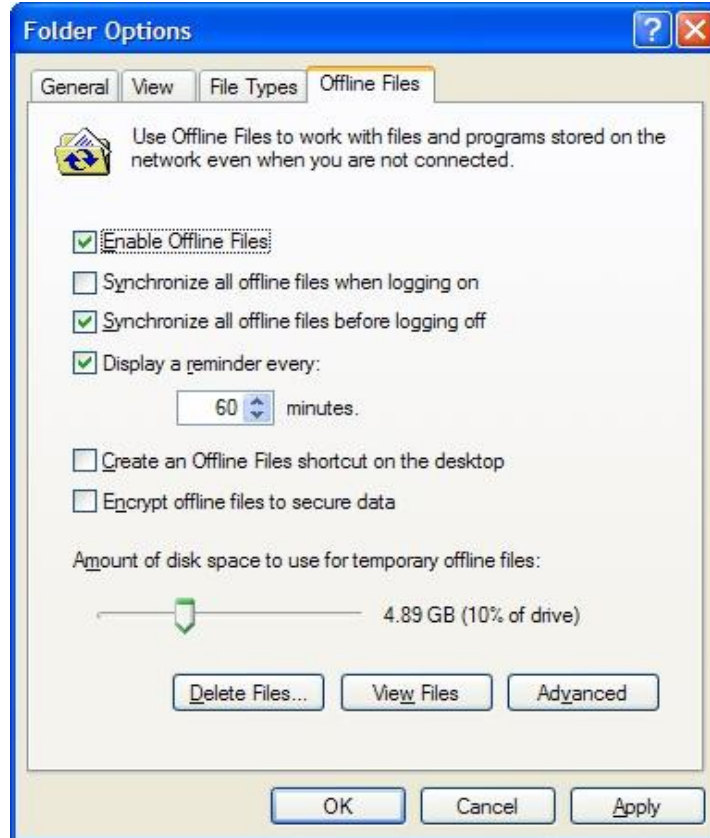 Folder Options
General View File Types Offline Files
Use Offline Files to work with files and programs stored on the
network even when you are not connected.
Enable Offline Files
Synchronize all offline files when logging on
Synchronize all offline files before logging off
Display a reminder every:
60 minutes.
Create an Offline Files shortcut on the desktop
Encrypt offline files to secure data
Amount of disk space to use for temporary offline files:
4.89 GB (10% of drive)
Delete Files... View Files Advanced
OK Cancel Apply